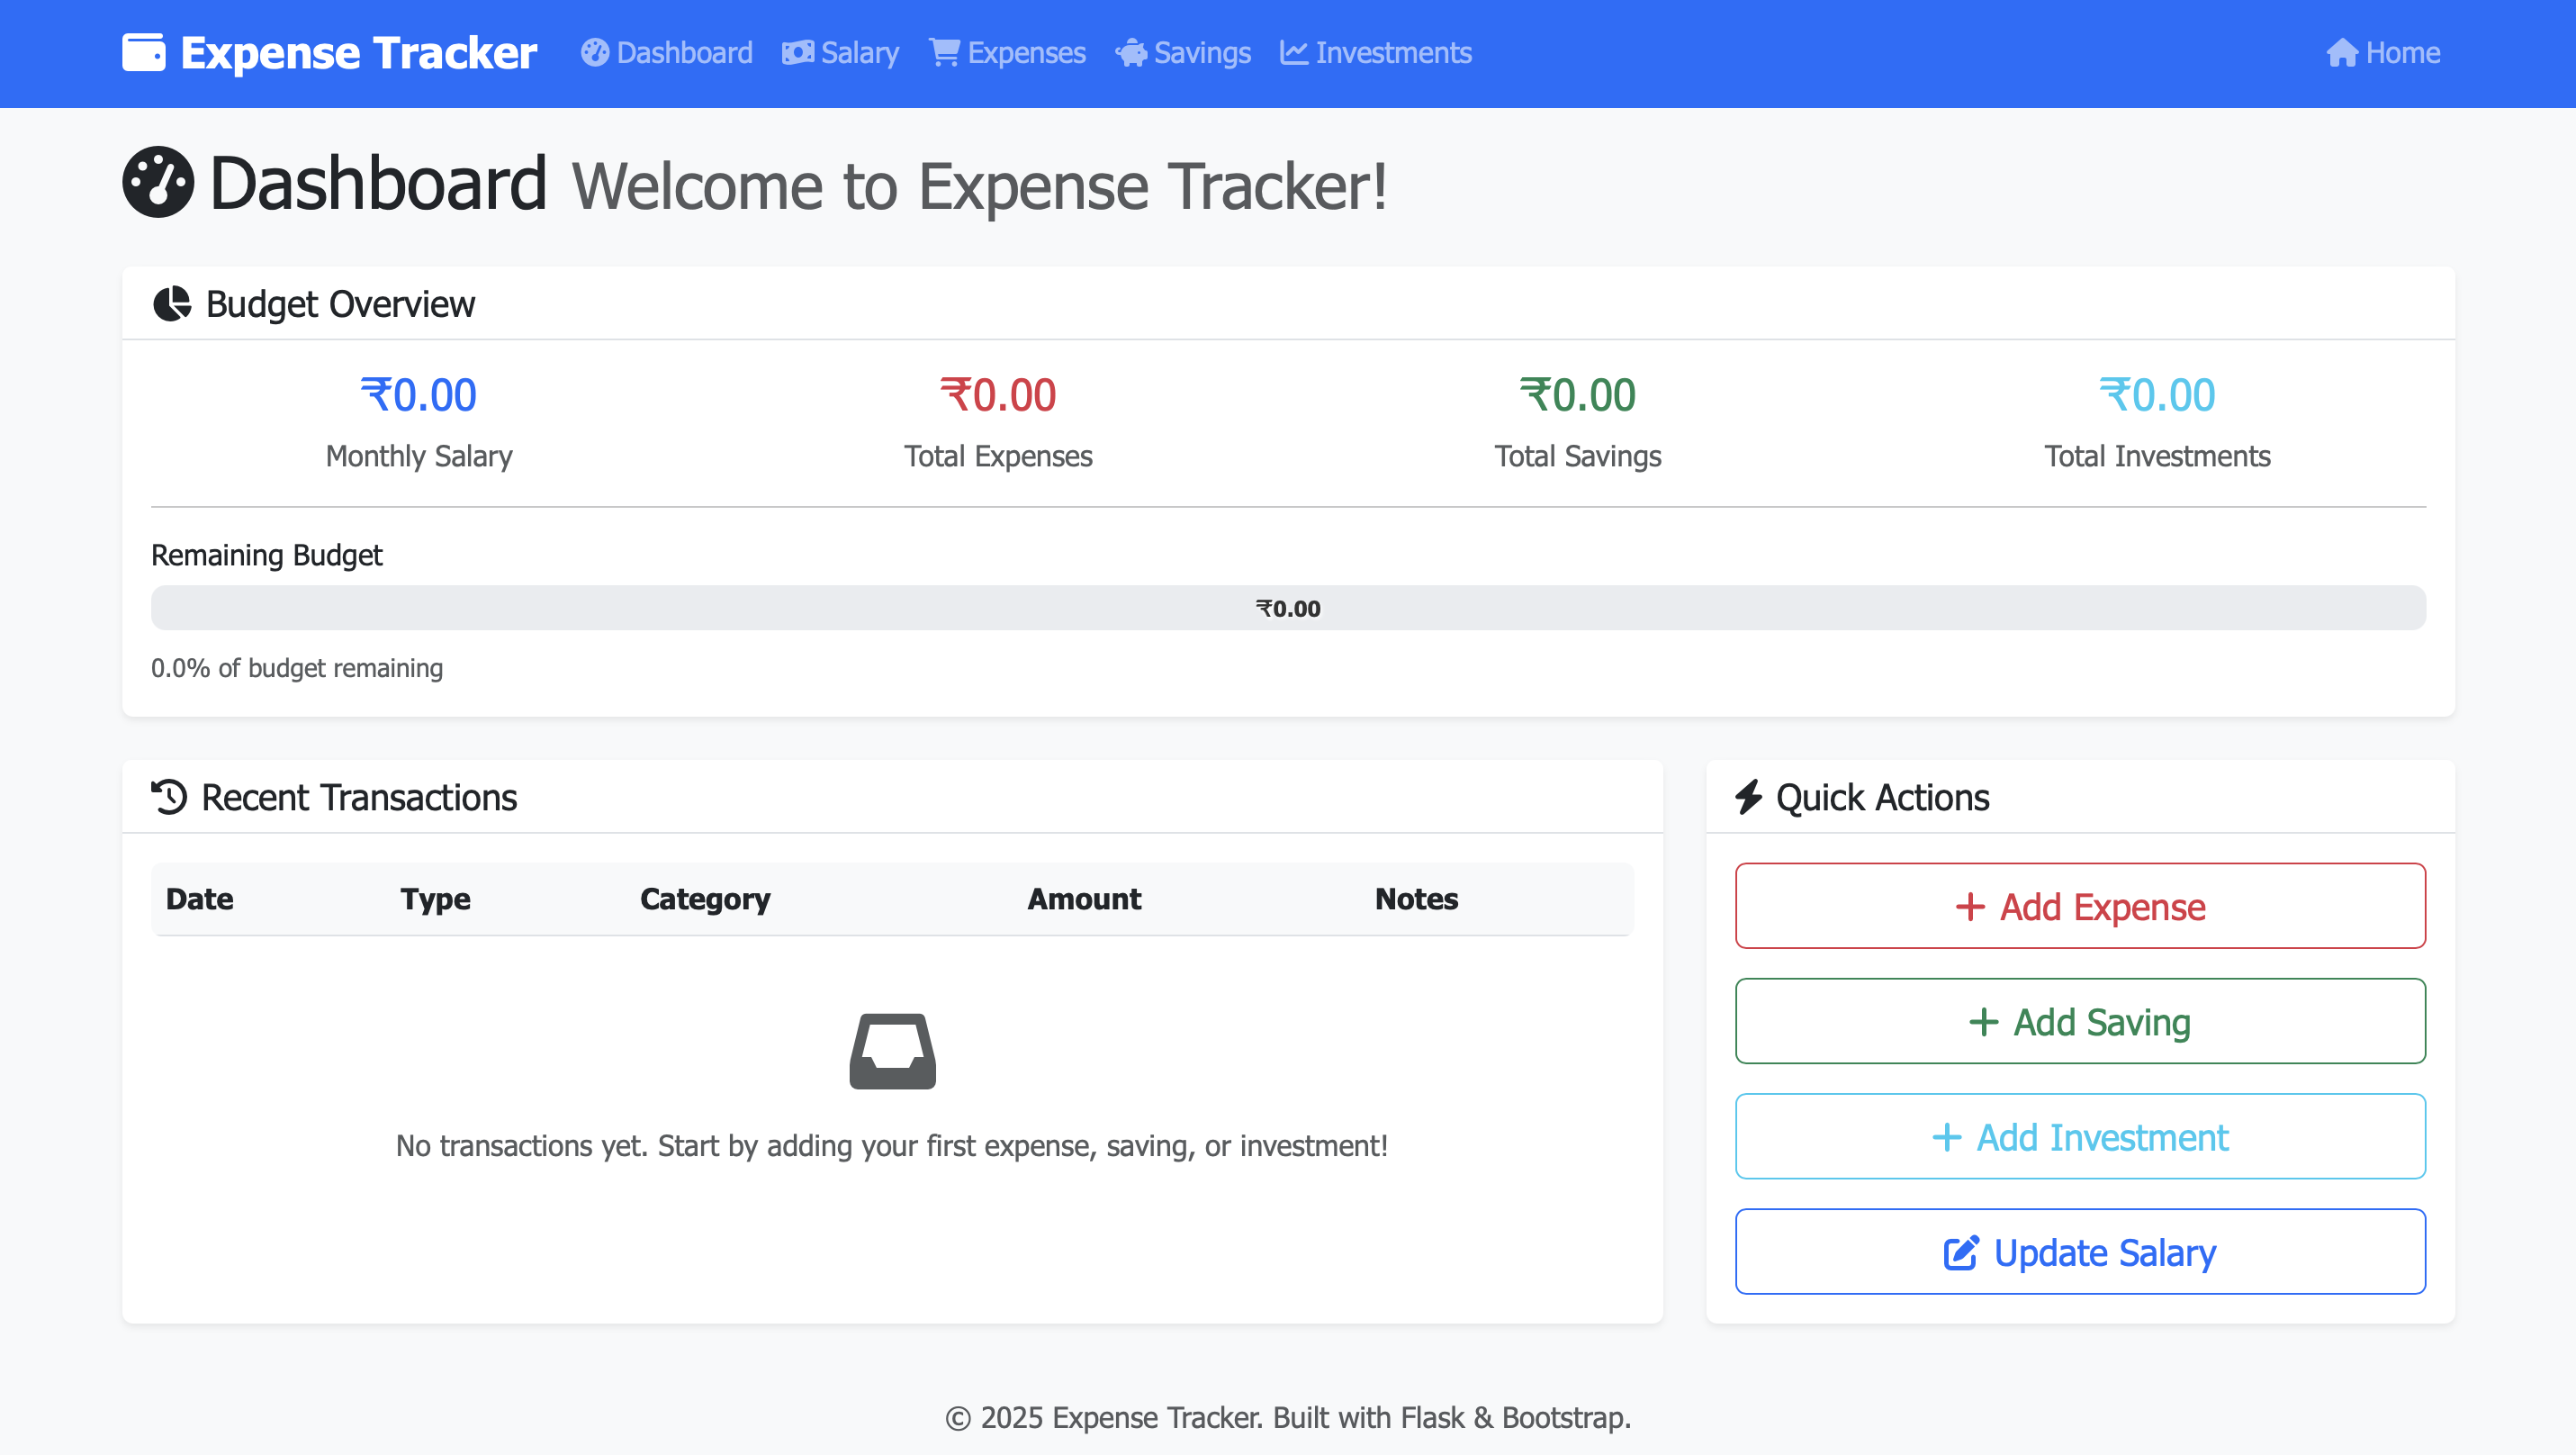 Expense Tracker Dashboard Salary Expenses Savings Investments Home
Dashboard Welcome to Expense Tracker!
Budget Overview
₹0.00 ₹0.00 ₹0.00 ₹0.00
Monthly Salary Total Expenses Total Savings Total Investments
Remaining Budget
₹0.00
0.0% of budget remaining
Recent Transactions
Date Type Category Amount Notes
No transactions yet. Start by adding your first expense, saving, or investment!
Quick Actions
+ Add Expense
+ Add Saving
+ Add Investment
Update Salary
© 2025 Expense Tracker. Built with Flask & Bootstrap.